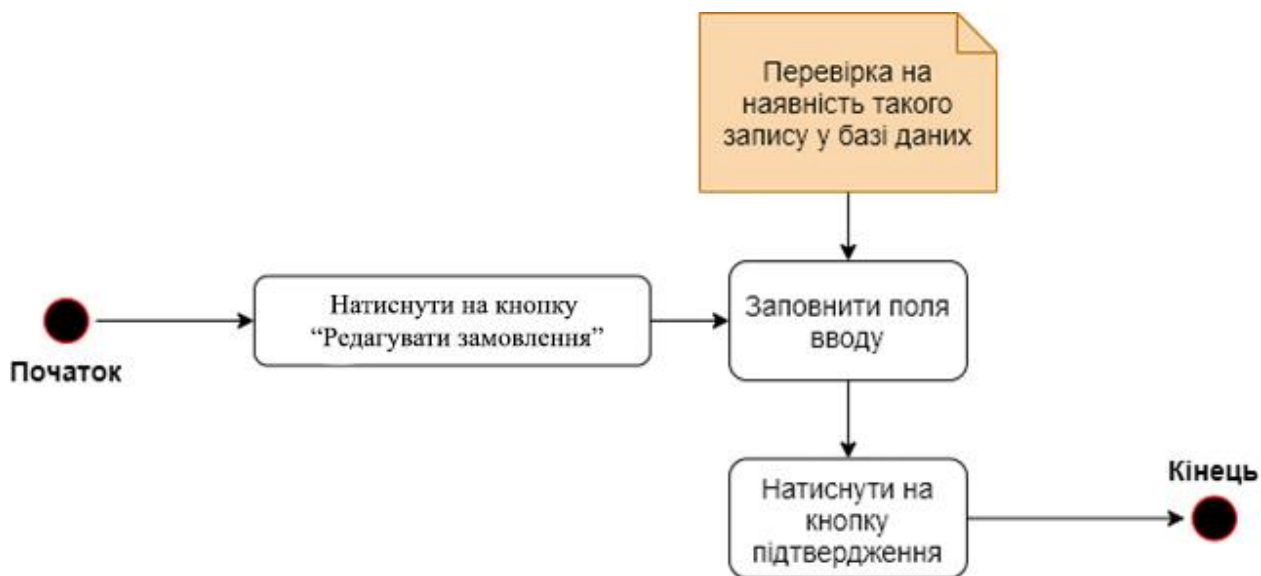 Перевірка на
наявність такого
запису у базі даних
Натиснути на кнопку
“Редагувати замовлення”
Заповнити поля
вводу
Початок
Натиснути на
кнопку
підтвердження
Кінець